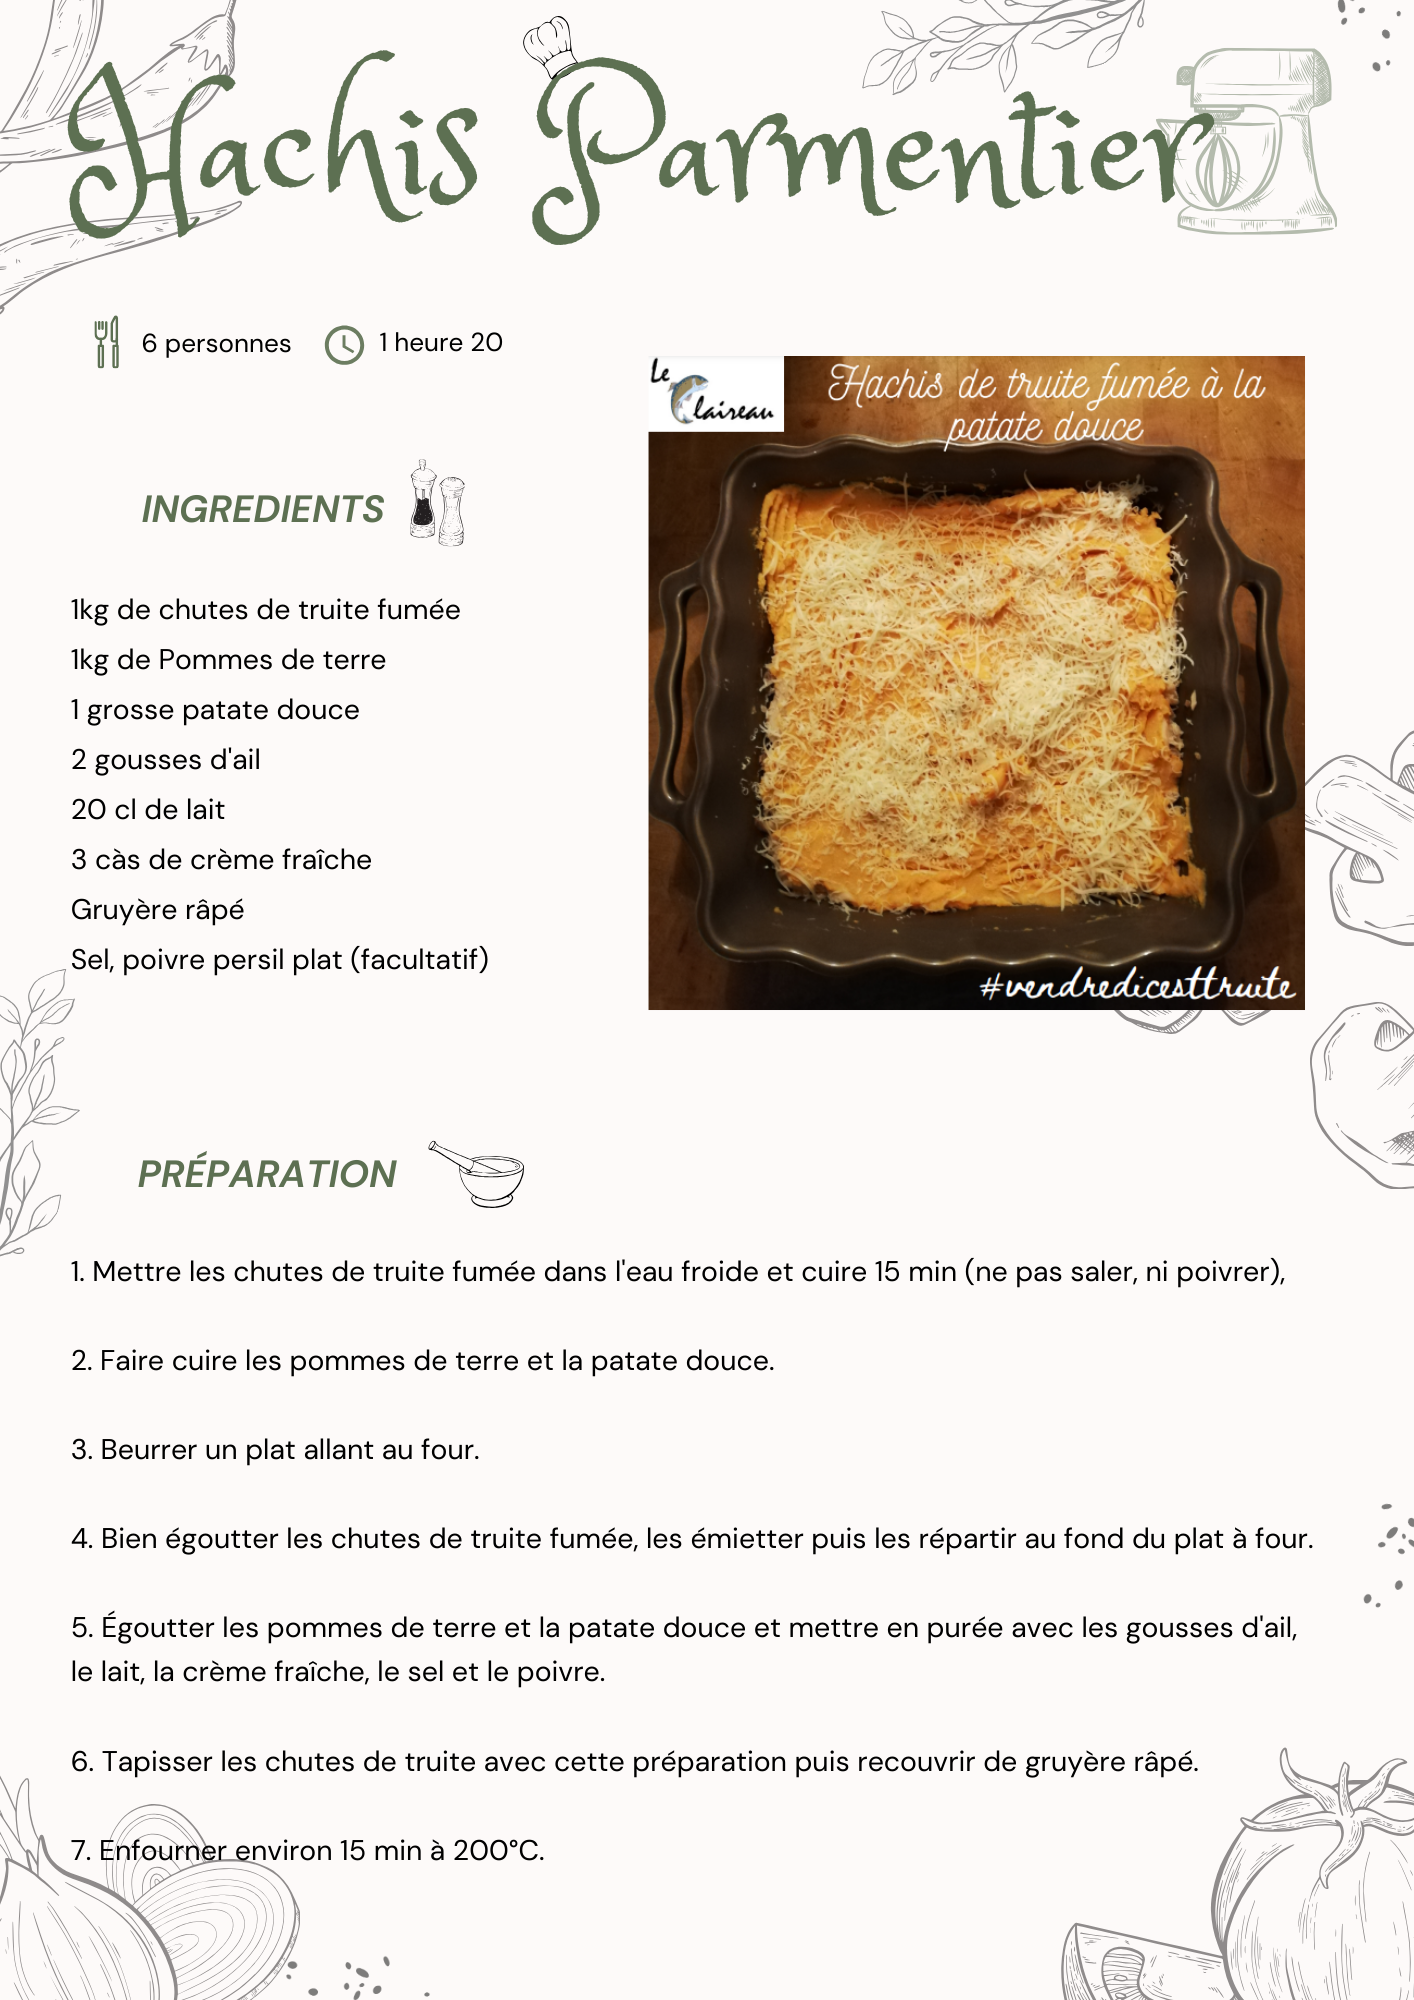 Hachis Parmentier
6 personnes
1 heure 20
Le Claireau
Hachis de truite fumée à la
patate douce
#vendredicesttruite
INGREDIENTS
1kg de chutes de truite fumée
1kg de Pommes de terre
1 grosse patate douce
2 gousses d'ail
20 cl de lait
3 càs de crème fraîche
Gruyère râpé
Sel, poivre persil plat (facultatif)
PRÉPARATION
1. Mettre les chutes de truite fumée dans l'eau froide et cuire 15 min (ne pas saler, ni poivrer),
2. Faire cuire les pommes de terre et la patate douce.
3. Beurrer un plat allant au four.
4. Bien égoutter les chutes de truite fumée, les émietter puis les répartir au fond du plat à four.
5. Égoutter les pommes de terre et la patate douce et mettre en purée avec les gousses d'ail,
le lait, la crème fraîche, le sel et le poivre.
6. Tapisser les chutes de truite avec cette préparation puis recouvrir de gruyère râpé.
7. Enfourner environ 15 min à 200°C.